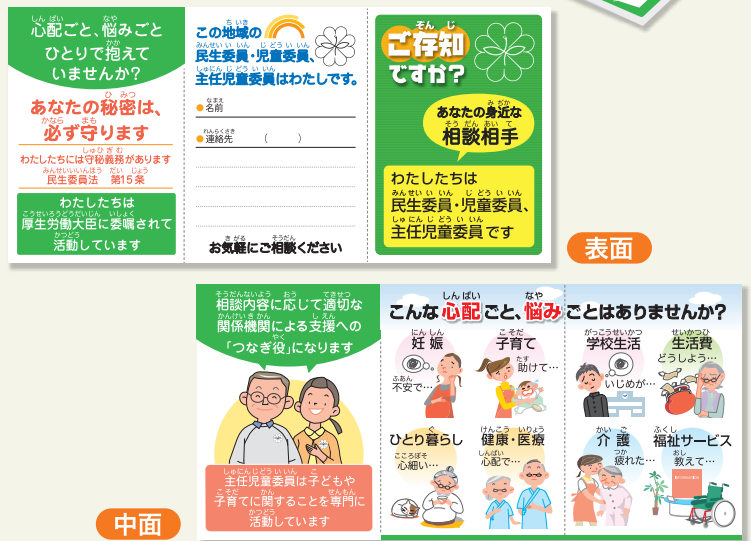 心配ごと、悩みごと
ひとりで抱えて
いませんか?
あなたの秘密は、
必ず守ります
わたしたちには守秘義務があります
民生委員法 第15条
わたしたちは
厚生労働大臣に委嘱されて
活動しています
この地域の
民生委員・児童委員、
主任児童委員はわたしです。
●名前
●連絡先 ( )
お気軽にご相談ください
ご存知
ですか?
あなたの身近な
相談相手
わたしたちは
民生委員・児童委員、
主任児童委員です
表面
相談内容に応じて適切な
関係機関による支援への
「つなぎ役」になります
主任児童委員は子どもや
子育てに関することを専門に
活動しています
こんな心配ごと、悩みごとはありませんか?
妊娠
不安で…
子育て
助けて…
学校生活
いじめが…
生活費
どうしよう…
ひとり暮らし
心細い…
健康・医療
心配で…
介護
疲れた…
福祉サービス
教えて…
INFORMATION
中面